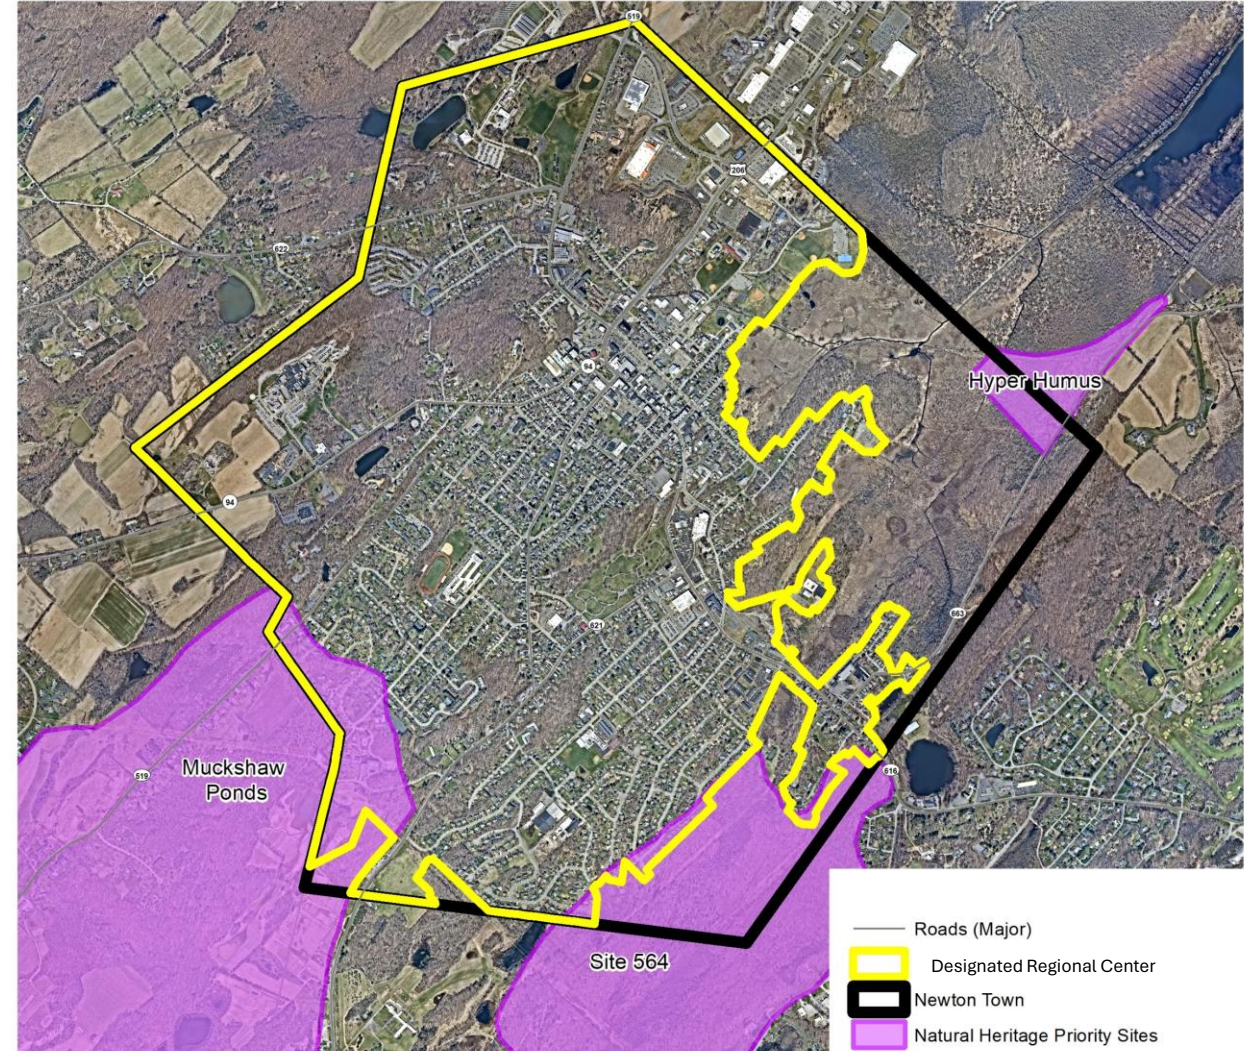 519
206
622
94
Hyper Humus
94
663
621
Muckshaw
Ponds
519
616
Site 564
Roads (Major)
Designated Regional Center
Newton Town
Natural Heritage Priority Sites